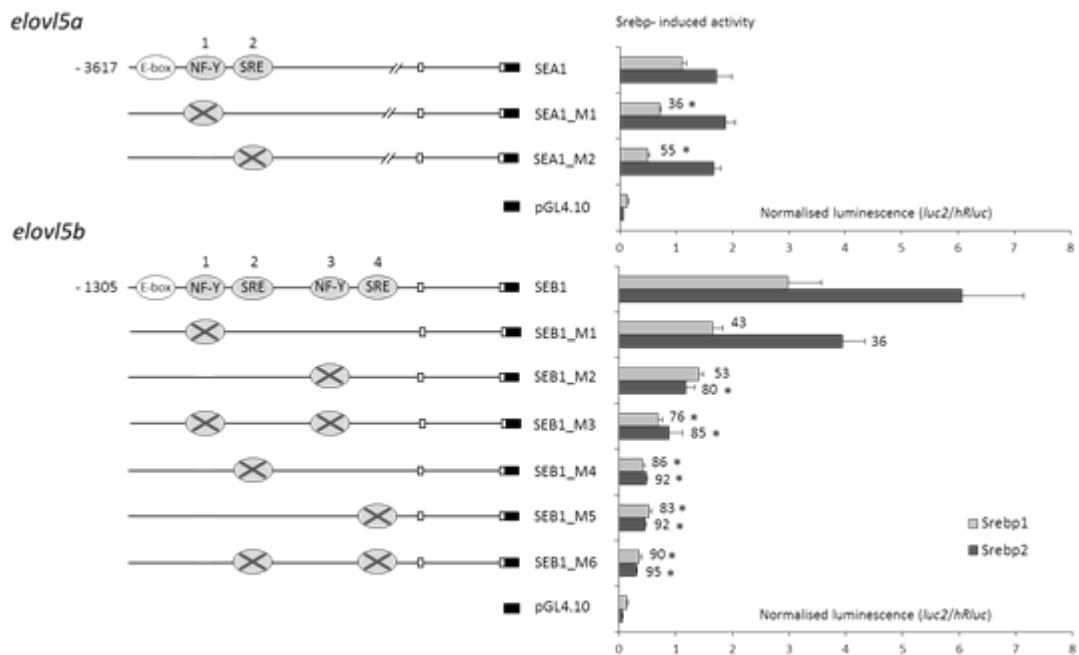 elovl5a
Srebp- induced activity
1 2
- 3617 E-box NF-Y SRE SEA1
SEA1_M1 36 *
SEA1_M2 55 *
pGL4.10 Normalised luminescence (luc2/hRluc)
0 1 2 3 4 5 6 7 8
elovl5b
1 2 3 4
- 1305 E-box NF-Y SRE NF-Y SRE SEB1
SEB1_M1 43
36
SEB1_M2 53
80 *
SEB1_M3 76 *
85 *
SEB1_M4 86 *
92 *
SEB1_M5 83 *
92 *
Srebp1
SEB1_M6 90 *
95 *
Srebp2
pGL4.10 Normalised luminescence (luc2/hRluc)
0 1 2 3 4 5 6 7 8